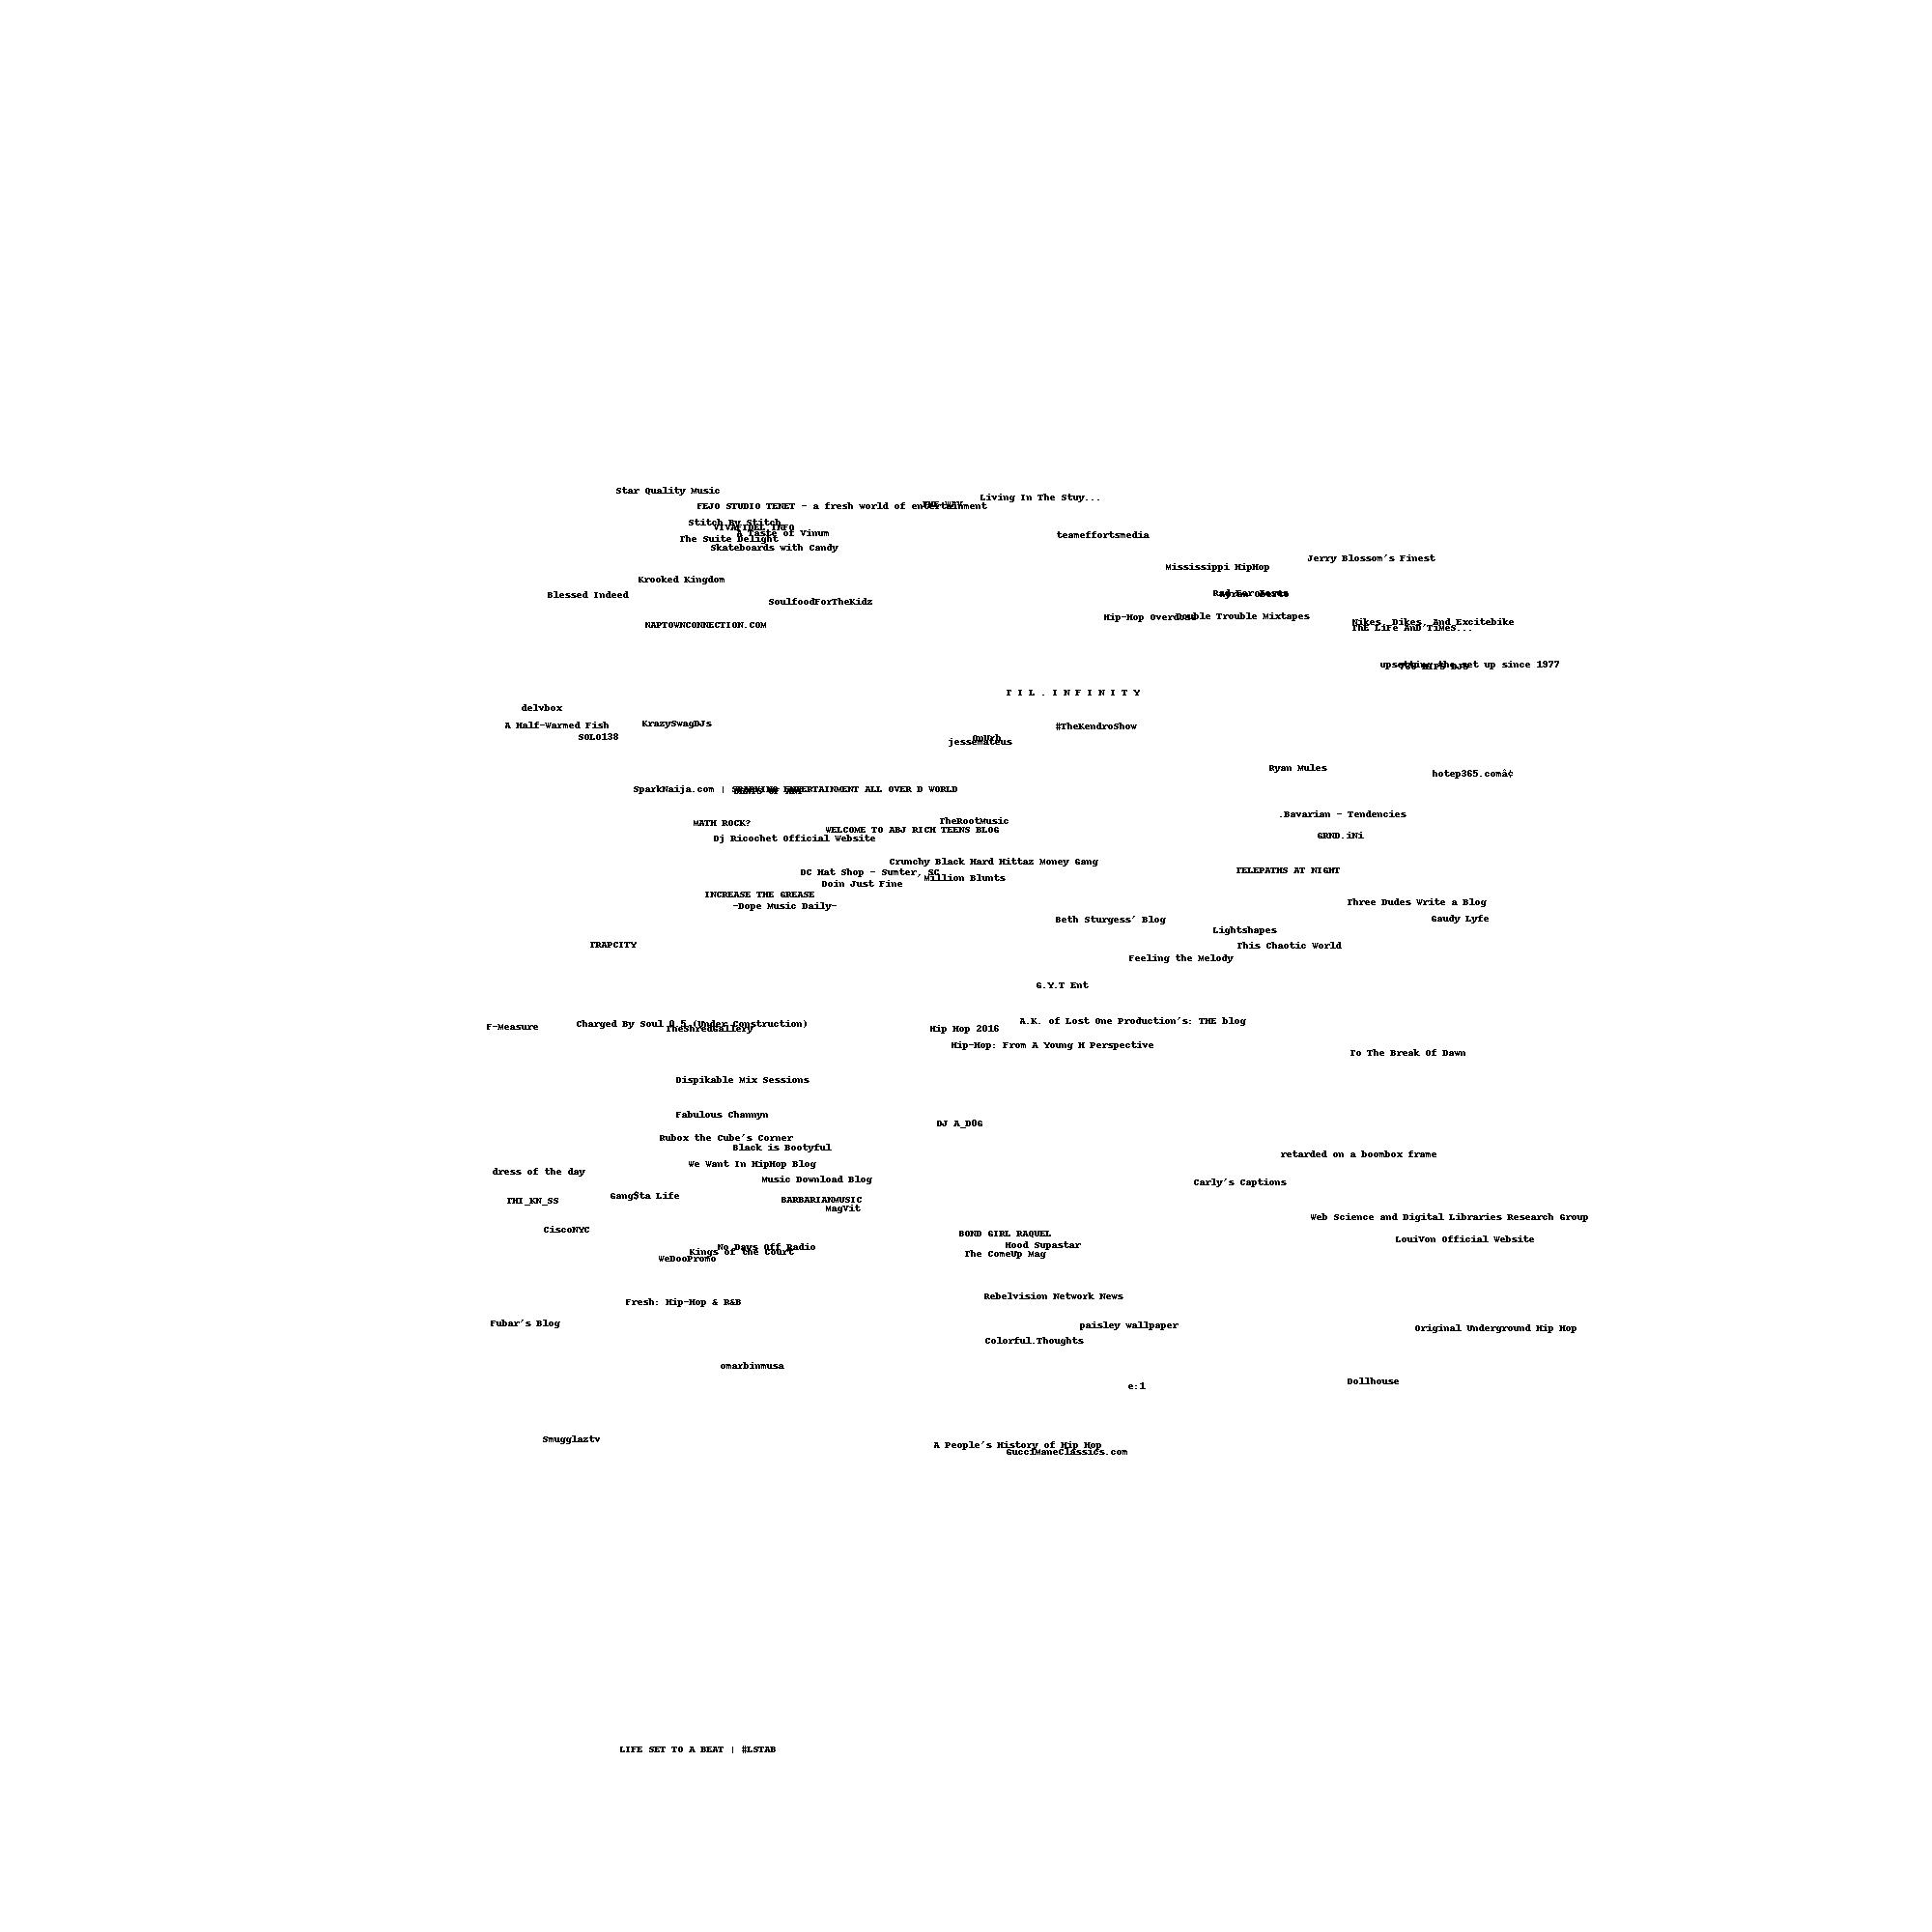 Star Quality Music
Living In The Stuy...
FEJO STUDIO TENET - a fresh world of entertainment
THE WAY
Stitch By Stitch
VIVAFIDEL INFO
A Taste of Vinum
teameffortsmedia
The Suite Delight
Skateboards with Candy
Jerry Blossom's Finest
Mississippi HipHop
Krooked Kingdom
Blessed Indeed
SoulfoodForTheKidz
Hip-Hop Overdose
Double Trouble Mixtapes
NAPTOWNCONNECTION.COM
Nikes, Dikes, And Excitebike
ThE LiFe AnD TiMeS...
upsetting the set up since 1977
T I L . I N F I N I T Y
delvbox
A Half-Warmed Fish
KrazySwagDJs
#TheKendroShow
SOLO138
jessemateus
Ryan Mules
hotep365.comâ¢
SparkNaija.com | SPARKING ENTERTAINMENT ALL OVER D WORLD
.Bavarian - Tendencies
MATH ROCK?
TheRootMusic
WELCOME TO ABJ RICH TEENS BLOG
GRND.iNi
Dj Ricochet Official Website
Crunchy Black Hard Hittaz Money Gang
DC Hat Shop - Sumter, SC
TELEPATHS AT NIGHT
Million Blunts
Doin Just Fine
INCREASE THE GREASE
Three Dudes Write a Blog
-Dope Music Daily-
Beth Sturgess' Blog
Gaudy Lyfe
Lightshapes
TRAPCITY
This Chaotic World
Feeling the Melody
G.Y.T Ent
A.K. of Lost One Production's: THE blog
Charged By Soul 0.5 (Under Construction)
F-Measure
TheShredGallery
Hip Hop 2016
Hip-Hop: From A Young H Perspective
To The Break Of Dawn
Dispikable Mix Sessions
Fabulous Channyn
DJ A_DOG
Rubox the Cube's Corner
Black is Bootyful
retarded on a boombox frame
We Want In HipHop Blog
dress of the day
Music Download Blog
Carly's Captions
Gang$ta Life
THI_KN_SS
BARBARIANMUSIC
MagVit
Web Science and Digital Libraries Research Group
CiscoNYC
BOND GIRL RAQUEL
LouiVon Official Website
Hood Supastar
No Days Off Radio
Kings of the Court
The ComeUp Mag
WeDooPromo
Rebelvision Network News
Fresh: Hip-Hop & R&B
Fubar's Blog
paisley wallpaper
Original Underground Hip Hop
Colorful.Thoughts
omarbinmusa
Dollhouse
e:1
Smugglaztv
A People's History of Hip Hop
GucciManeClassics.com
LIFE SET TO A BEAT | #LSTAB